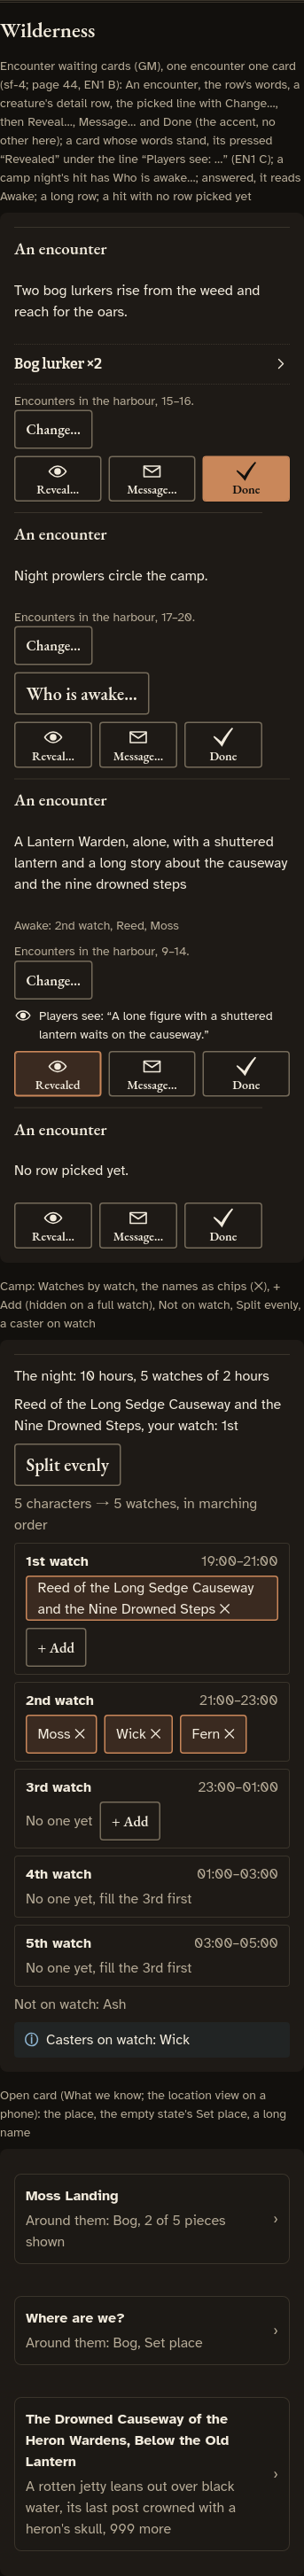 Wilderness
Encounter waiting cards (GM), one encounter one card
(sf-4; page 44, EN1 B): An encounter, the row's words, a
creature's detail row, the picked line with Change…,
then Reveal…, Message… and Done (the accent, no
other here); a card whose words stand, its pressed
“Revealed” under the line “Players see: …” (EN1 C); a
camp night's hit has Who is awake…; answered, it reads
Awake; a long row; a hit with no row picked yet
An encounter
Two bog lurkers rise from the weed and
reach for the oars.
Bog lurker ×2
Encounters in the harbour, 15–16.
Change…
Reveal… Message… Done
An encounter
Night prowlers circle the camp.
Encounters in the harbour, 17–20.
Change…
Who is awake…
Reveal… Message… Done
An encounter
A Lantern Warden, alone, with a shuttered
lantern and a long story about the causeway
and the nine drowned steps
Awake: 2nd watch, Reed, Moss
Encounters in the harbour, 9–14.
Change…
Players see: “A lone figure with a shuttered
lantern waits on the causeway.”
Revealed Message… Done
An encounter
No row picked yet.
Reveal… Message… Done
Camp: Watches by watch, the names as chips (✕), +
Add (hidden on a full watch), Not on watch, Split evenly,
a caster on watch
The night: 10 hours, 5 watches of 2 hours
Reed of the Long Sedge Causeway and the
Nine Drowned Steps, your watch: 1st
Split evenly
5 characters → 5 watches, in marching
order
1st watch 19:00–21:00
Reed of the Long Sedge Causeway
and the Nine Drowned Steps ✕
+ Add
2nd watch 21:00–23:00
Moss ✕ Wick ✕ Fern ✕
3rd watch 23:00–01:00
No one yet + Add
4th watch 01:00–03:00
No one yet, fill the 3rd first
5th watch 03:00–05:00
No one yet, fill the 3rd first
Not on watch: Ash
Casters on watch: Wick
Open card (What we know; the location view on a
phone): the place, the empty state's Set place, a long
name
Moss Landing
Around them: Bog, 2 of 5 pieces
shown
Where are we?
Around them: Bog, Set place
The Drowned Causeway of the
Heron Wardens, Below the Old
Lantern
A rotten jetty leans out over black
water, its last post crowned with a
heron's skull, 999 more